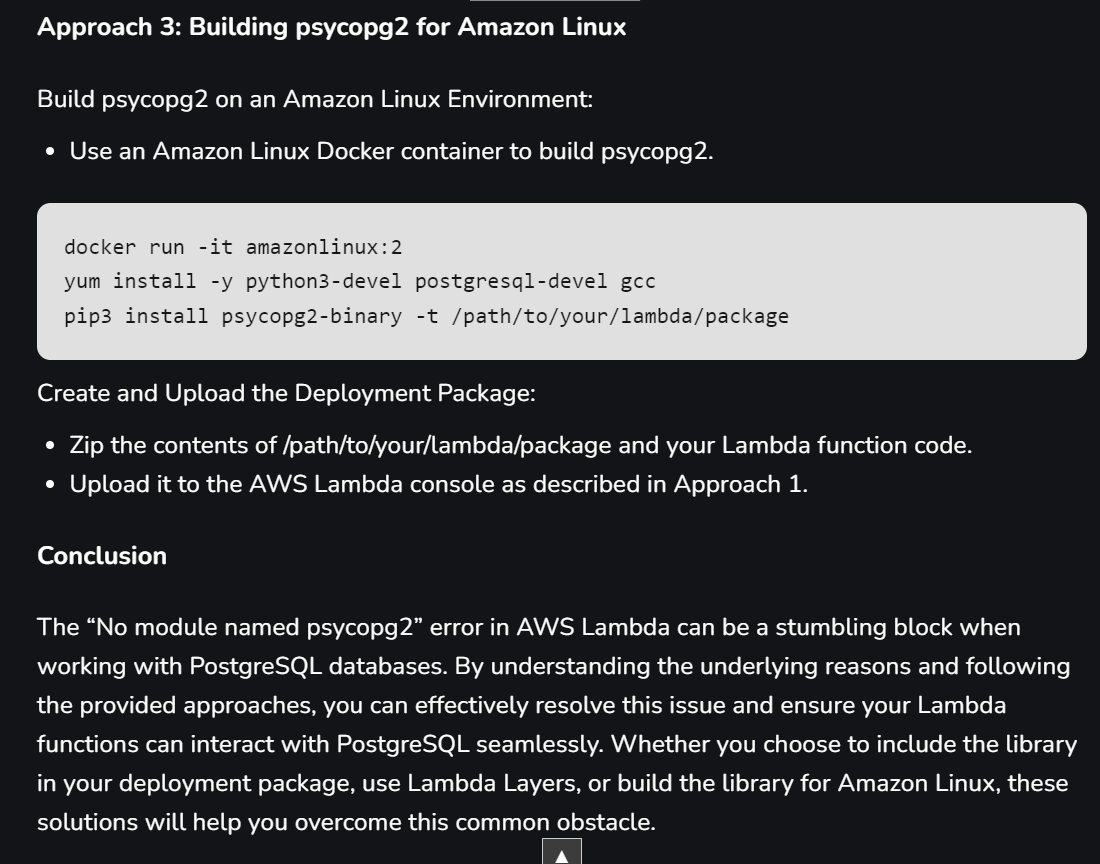 Approach 3: Building psycopg2 for Amazon Linux
Build psycopg2 on an Amazon Linux Environment:
• Use an Amazon Linux Docker container to build psycopg2.
docker run -it amazonlinux:2
yum install -y python3-devel postgresql-devel gcc
pip3 install psycopg2-binary -t /path/to/your/lambda/package
Create and Upload the Deployment Package:
• Zip the contents of /path/to/your/lambda/package and your Lambda function code.
• Upload it to the AWS Lambda console as described in Approach 1.
Conclusion
The “No module named psycopg2” error in AWS Lambda can be a stumbling block when
working with PostgreSQL databases. By understanding the underlying reasons and following
the provided approaches, you can effectively resolve this issue and ensure your Lambda
functions can interact with PostgreSQL seamlessly. Whether you choose to include the library
in your deployment package, use Lambda Layers, or build the library for Amazon Linux, these
solutions will help you overcome this common obstacle.